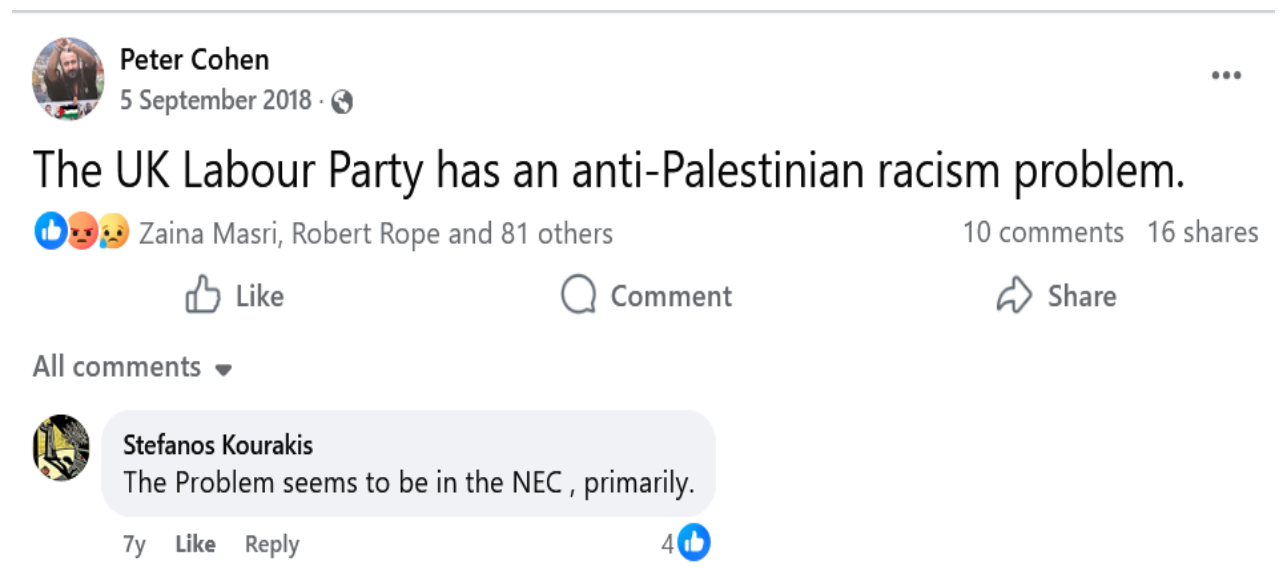 Peter Cohen
5 September 2018 ·
The UK Labour Party has an anti-Palestinian racism problem.
Zaina Masri, Robert Rope and 81 others 10 comments 16 shares
Like Comment Share
All comments
Stefanos Kourakis
The Problem seems to be in the NEC , primarily.
7y Like Reply 4